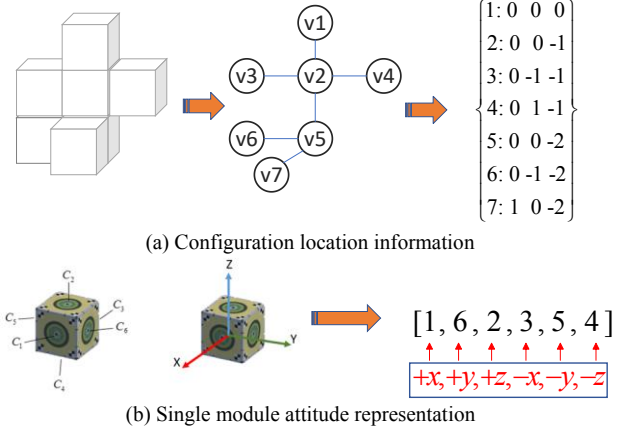 v1
v3 v2 v4
v6 v5
v7
1: 0 0 0
2: 0 0 -1
3: 0 -1 -1
4: 0 1 -1
5: 0 0 -2
6: 0 -1 -2
7: 1 0 -2
(a) Configuration location information
C2
C5 C3
C1 C6
C4
Z
Y
X
[1, 6, 2, 3, 5, 4]
+x,+y,+z,−x,−y,−z
(b) Single module attitude representation